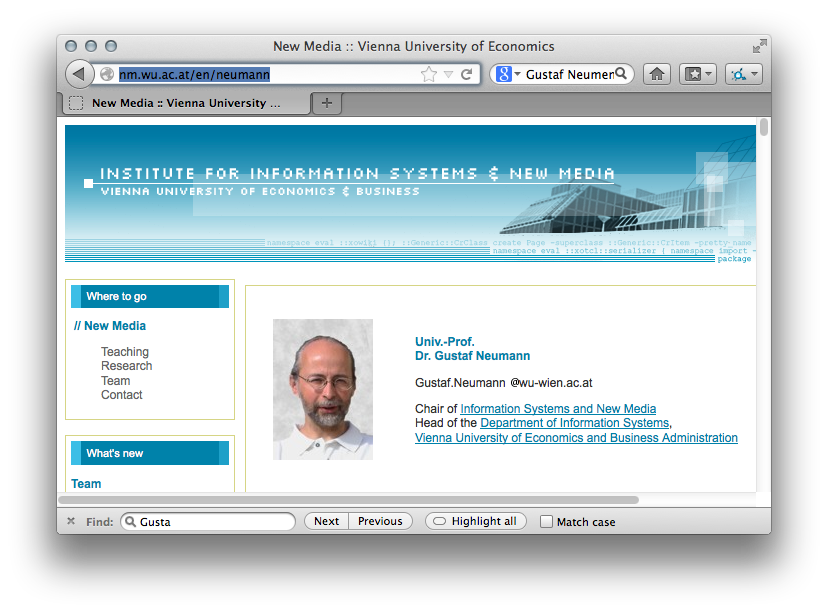 New Media :: Vienna University of Economics
nm.wu.ac.at/en/neumann
Gustaf Neumer
New Media :: Vienna University ...
INSTITUTE FOR INFORMATION SYSTEMS & NEW MEDIA
VIENNA UNIVERSITY OF ECONOMICS & BUSINESS
namespace eval ::xowiki {}; ::Generic::CrClass create Page -superclass ::Generic::CrItem -pretty-name
namespace eval ::xotcl::serializer { namespace import -
package
Where to go
// New Media
Teaching
Research
Team
Contact
Univ.-Prof.
Dr. Gustaf Neumann
Gustaf.Neumann @wu-wien.ac.at
Chair of Information Systems and New Media
Head of the Department of Information Systems,
Vienna University of Economics and Business Administration
What's new
Team
Find: Gusta Next Previous Highlight all Match case